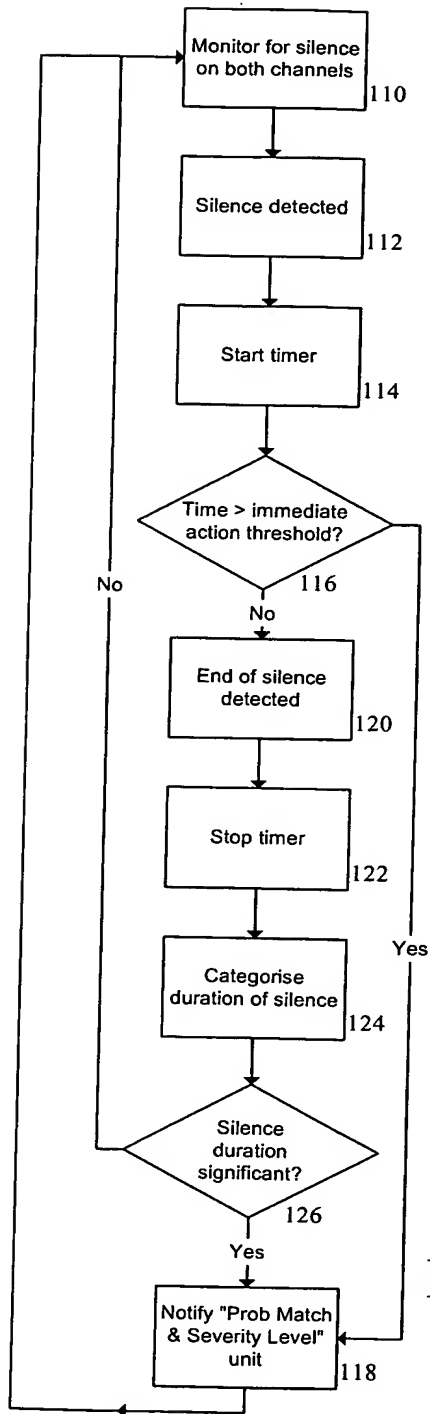 Monitor for silence
on both channels
110
Silence detected
112
Start timer
114
Time > immediate
action threshold?
116
No
No
End of silence
detected
120
Stop timer
122
Yes
Categorise
duration of silence
124
Silence
duration
significant?
126
Yes
Notify "Prob Match
& Severity Level"
unit
118